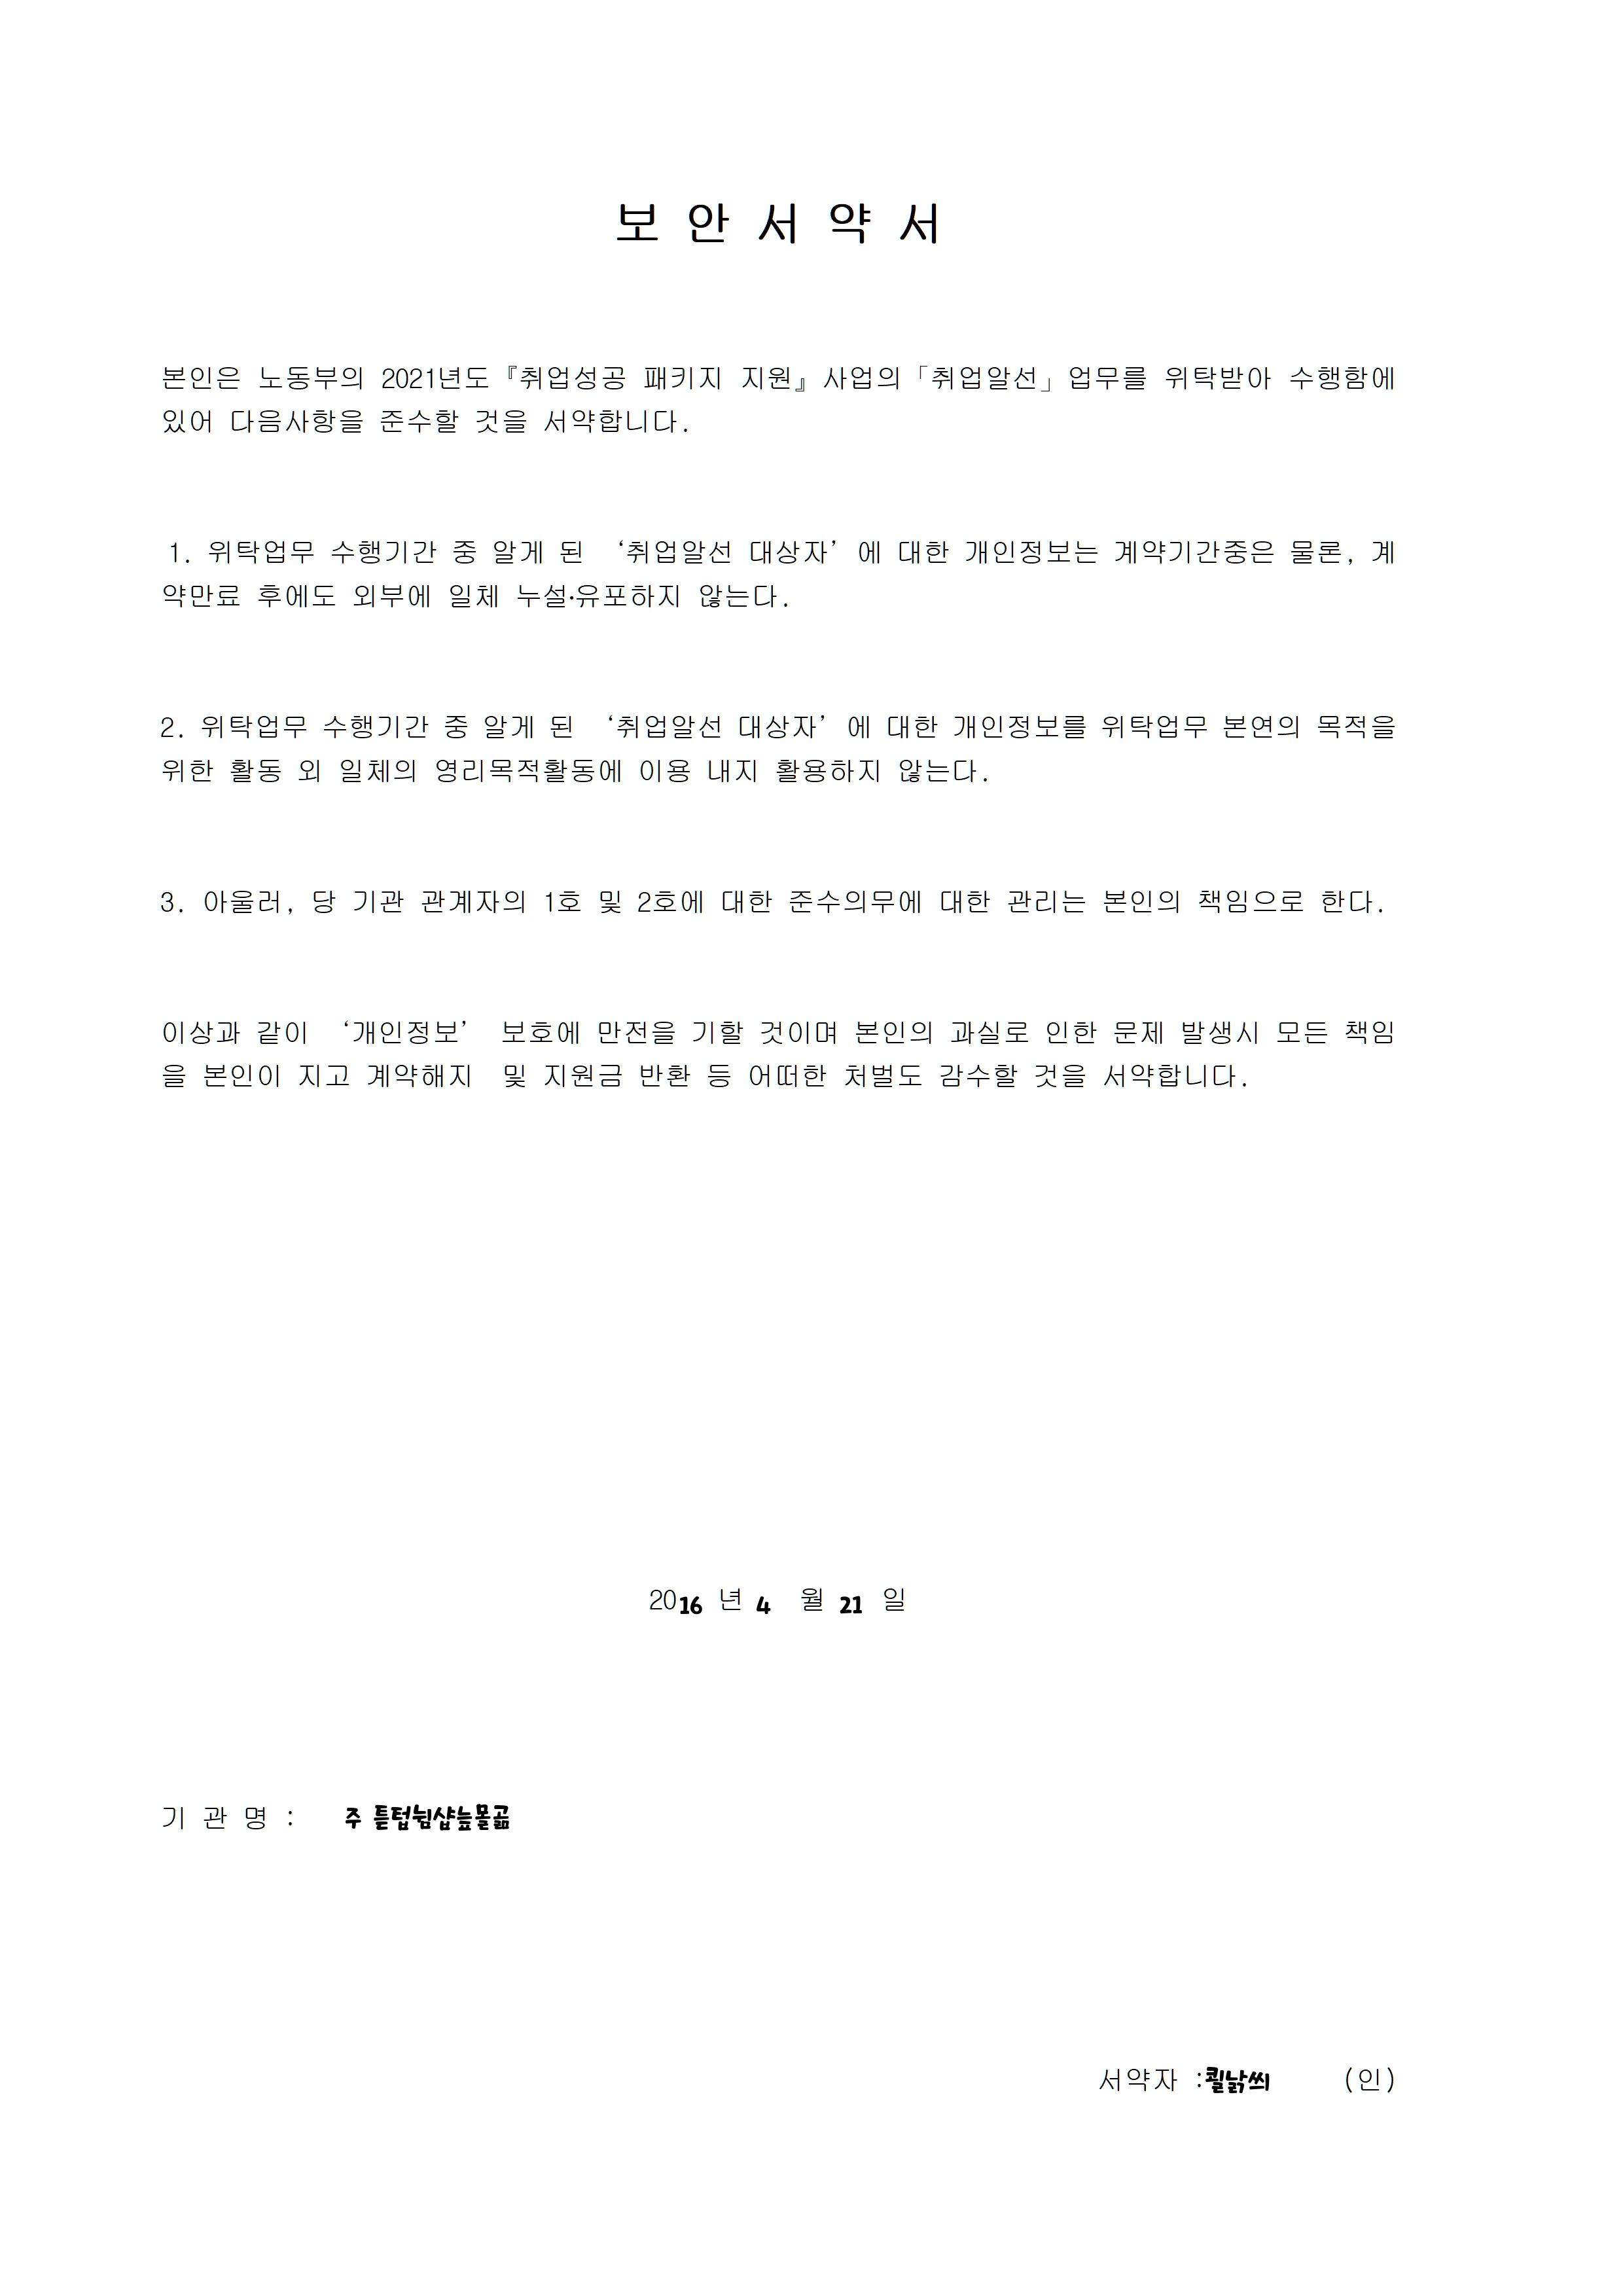 보 안 서 약 서
본인은 노동부의 2021년도『취업성공 패키지 지원』사업의「취업알선」업무를 위탁받아 수행함에
있어 다음사항을 준수할 것을 서약합니다.
1. 위탁업무 수행기간 중 알게 된 ‘취업알선 대상자’에 대한 개인정보는 계약기간중은 물론, 계
약만료 후에도 외부에 일체 누설·유포하지 않는다.
2. 위탁업무 수행기간 중 알게 된 ‘취업알선 대상자’에 대한 개인정보를 위탁업무 본연의 목적을
위한 활동 외 일체의 영리목적활동에 이용 내지 활용하지 않는다.
3. 아울러, 당 기관 관계자의 1호 및 2호에 대한 준수의무에 대한 관리는 본인의 책임으로 한다.
이상과 같이 ‘개인정보’ 보호에 만전을 기할 것이며 본인의 과실로 인한 문제 발생시 모든 책임
을 본인이 지고 계약해지 및 지원금 반환 등 어떠한 처벌도 감수할 것을 서약합니다.
2016 년 4 월 21 일
기 관 명 : 주
서약자 : (인)